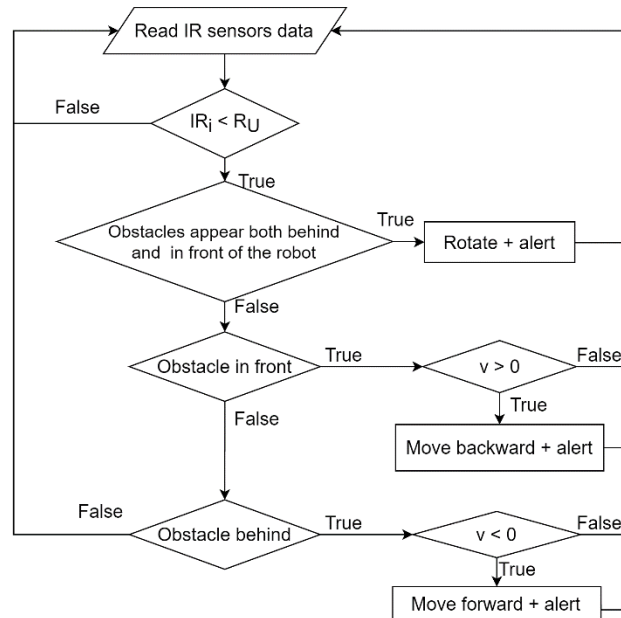 Read IR sensors data
False
IRᵢ < R_U
True
Obstacles appear both behind
and in front of the robot
True
Rotate + alert
False
Obstacle in front
True
v > 0
False
True
False
Move backward + alert
False
Obstacle behind
True
v < 0
False
True
Move forward + alert